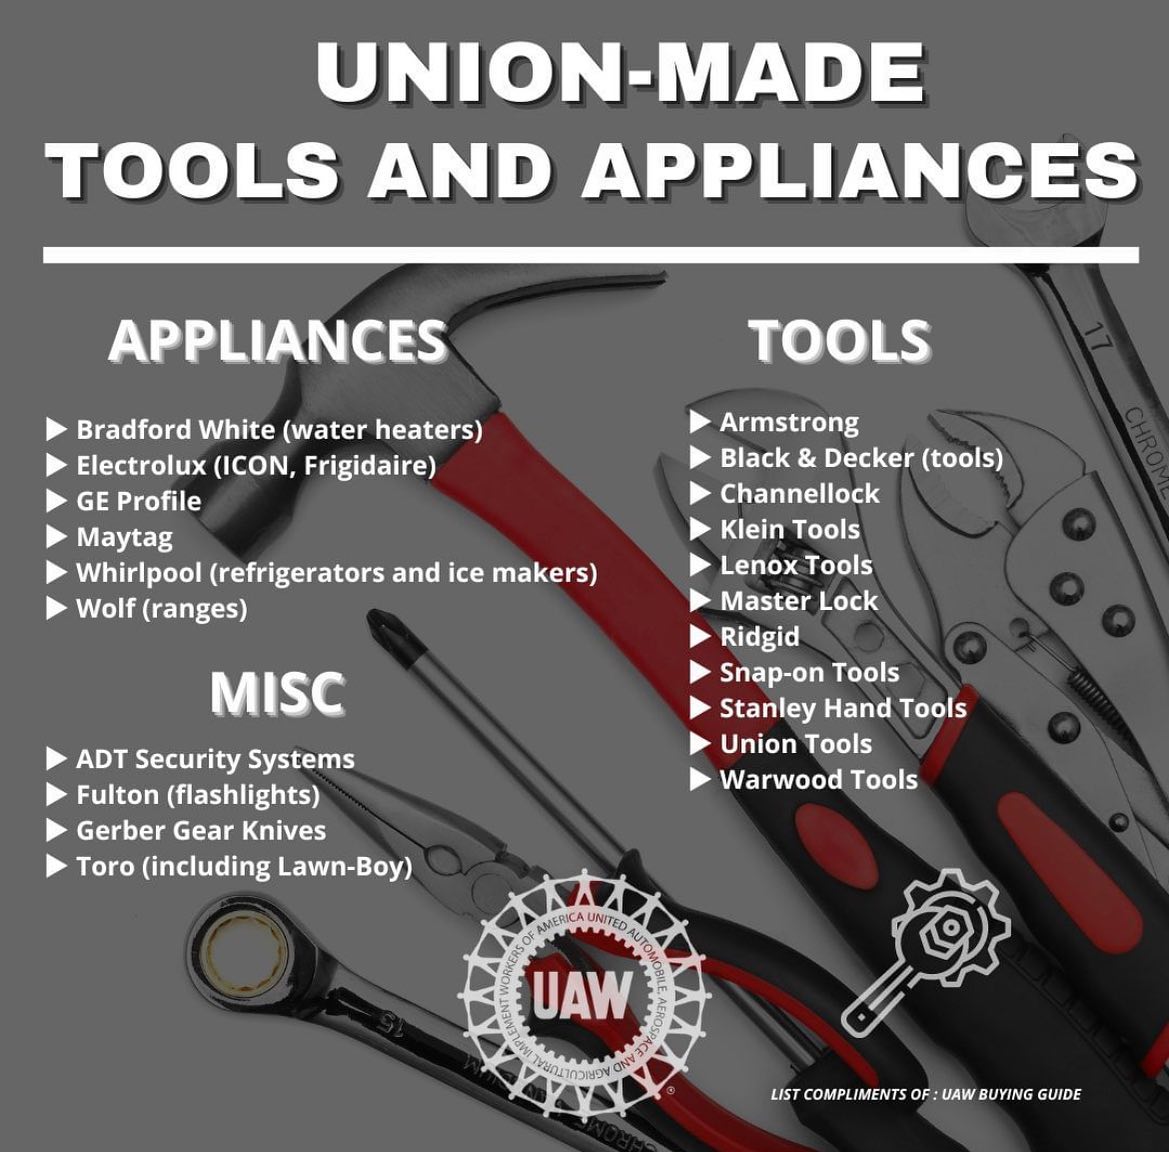 UNION-MADE
TOOLS AND APPLIANCES
APPLIANCES
▶ Bradford White (water heaters)
▶ Electrolux (ICON, Frigidaire)
▶ GE Profile
▶ Maytag
▶ Whirlpool (refrigerators and ice makers)
▶ Wolf (ranges)
MISC
▶ ADT Security Systems
▶ Fulton (flashlights)
▶ Gerber Gear Knives
▶ Toro (including Lawn-Boy)
TOOLS
▶ Armstrong
▶ Black & Decker (tools)
▶ Channellock
▶ Klein Tools
▶ Lenox Tools
▶ Master Lock
▶ Ridgid
▶ Snap-on Tools
▶ Stanley Hand Tools
▶ Union Tools
▶ Warwood Tools
17
15
INTERNATIONAL UNION UNITED AUTOMOBILE, AEROSPACE AND AGRICULTURAL IMPLEMENT WORKERS OF AMERICA
UAW
®
LIST COMPLIMENTS OF : UAW BUYING GUIDE